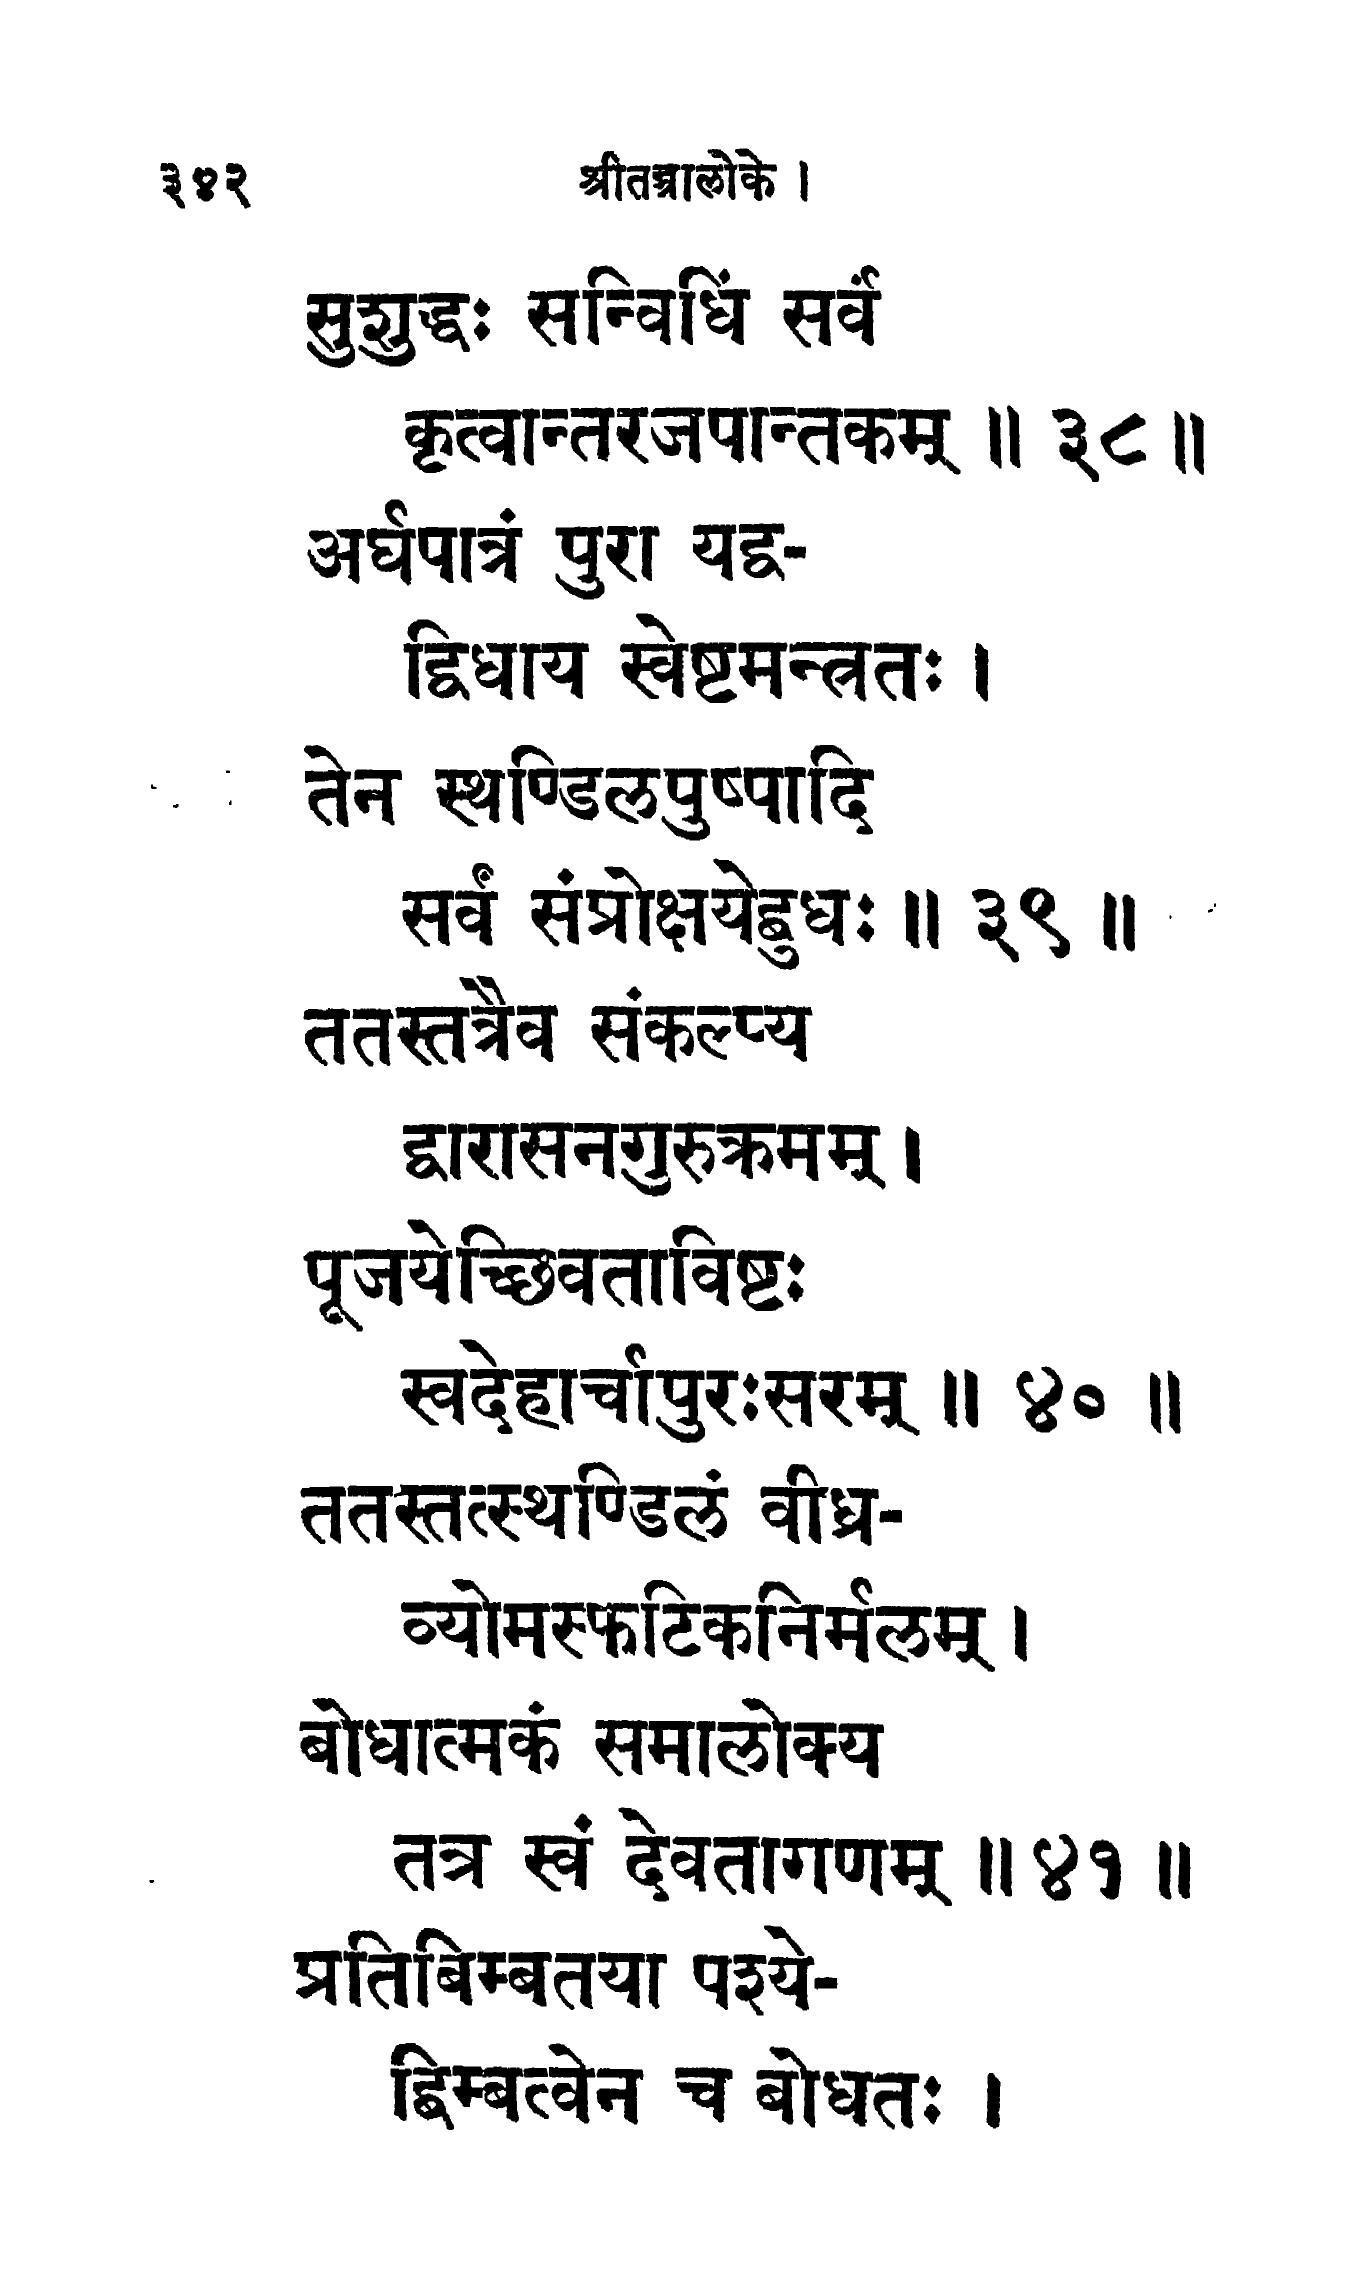 ३४२ श्रीतन्त्रालोके ।
सुशुद्धः सन्विधिं सर्वं
कृत्वान्तरजपान्तकम् ॥ ३८ ॥
अर्घपात्रं पुरा यद्व-
द्विधाय स्वेष्टमन्त्रतः ।
तेन स्थण्डिलपुष्पादि
सर्वं संप्रोक्षयेद्बुधः ॥ ३९ ॥
ततस्तत्रैव संकल्प्य
द्वारासनगुरुक्रमम् ।
पूजयेच्छिवताविष्टः
स्वदेहार्चापुरःसरम् ॥ ४० ॥
ततस्तत्स्थण्डिलं वीध्र-
व्योमस्फटिकनिर्मलम् ।
बोधात्मकं समालोक्य
तत्र स्वं देवतागणम् ॥ ४१ ॥
प्रतिबिम्बतया पश्ये-
द्बिम्बत्वेन च बोधतः ।